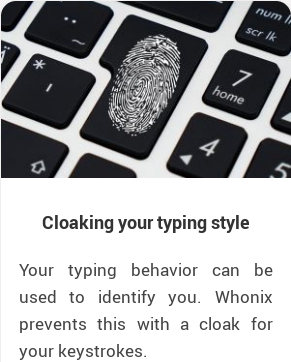 num l
scr lk
*
7
home
4
5
Cloaking your typing style
Your typing behavior can be
used to identify you. Whonix
prevents this with a cloak for
your keystrokes.